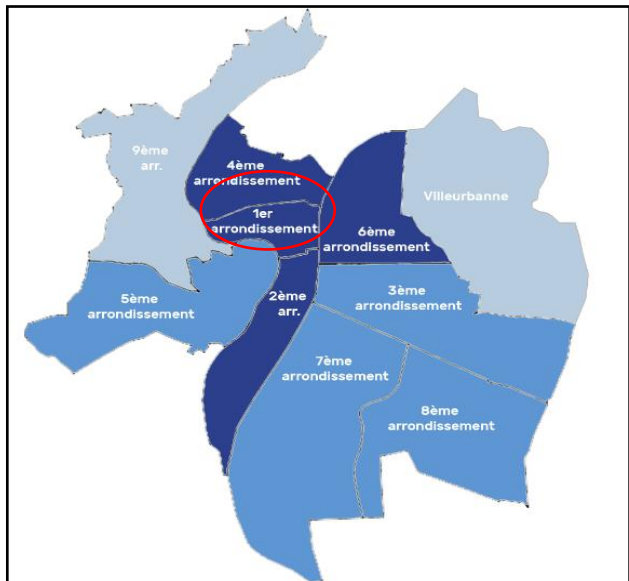 9ème
arr.
4ème
arrondissement
1er
arrondissement
6ème
arrondissement
Villeurbanne
5ème
arrondissement
2ème
arr.
3ème
arrondissement
7ème
arrondissement
8ème
arrondissement